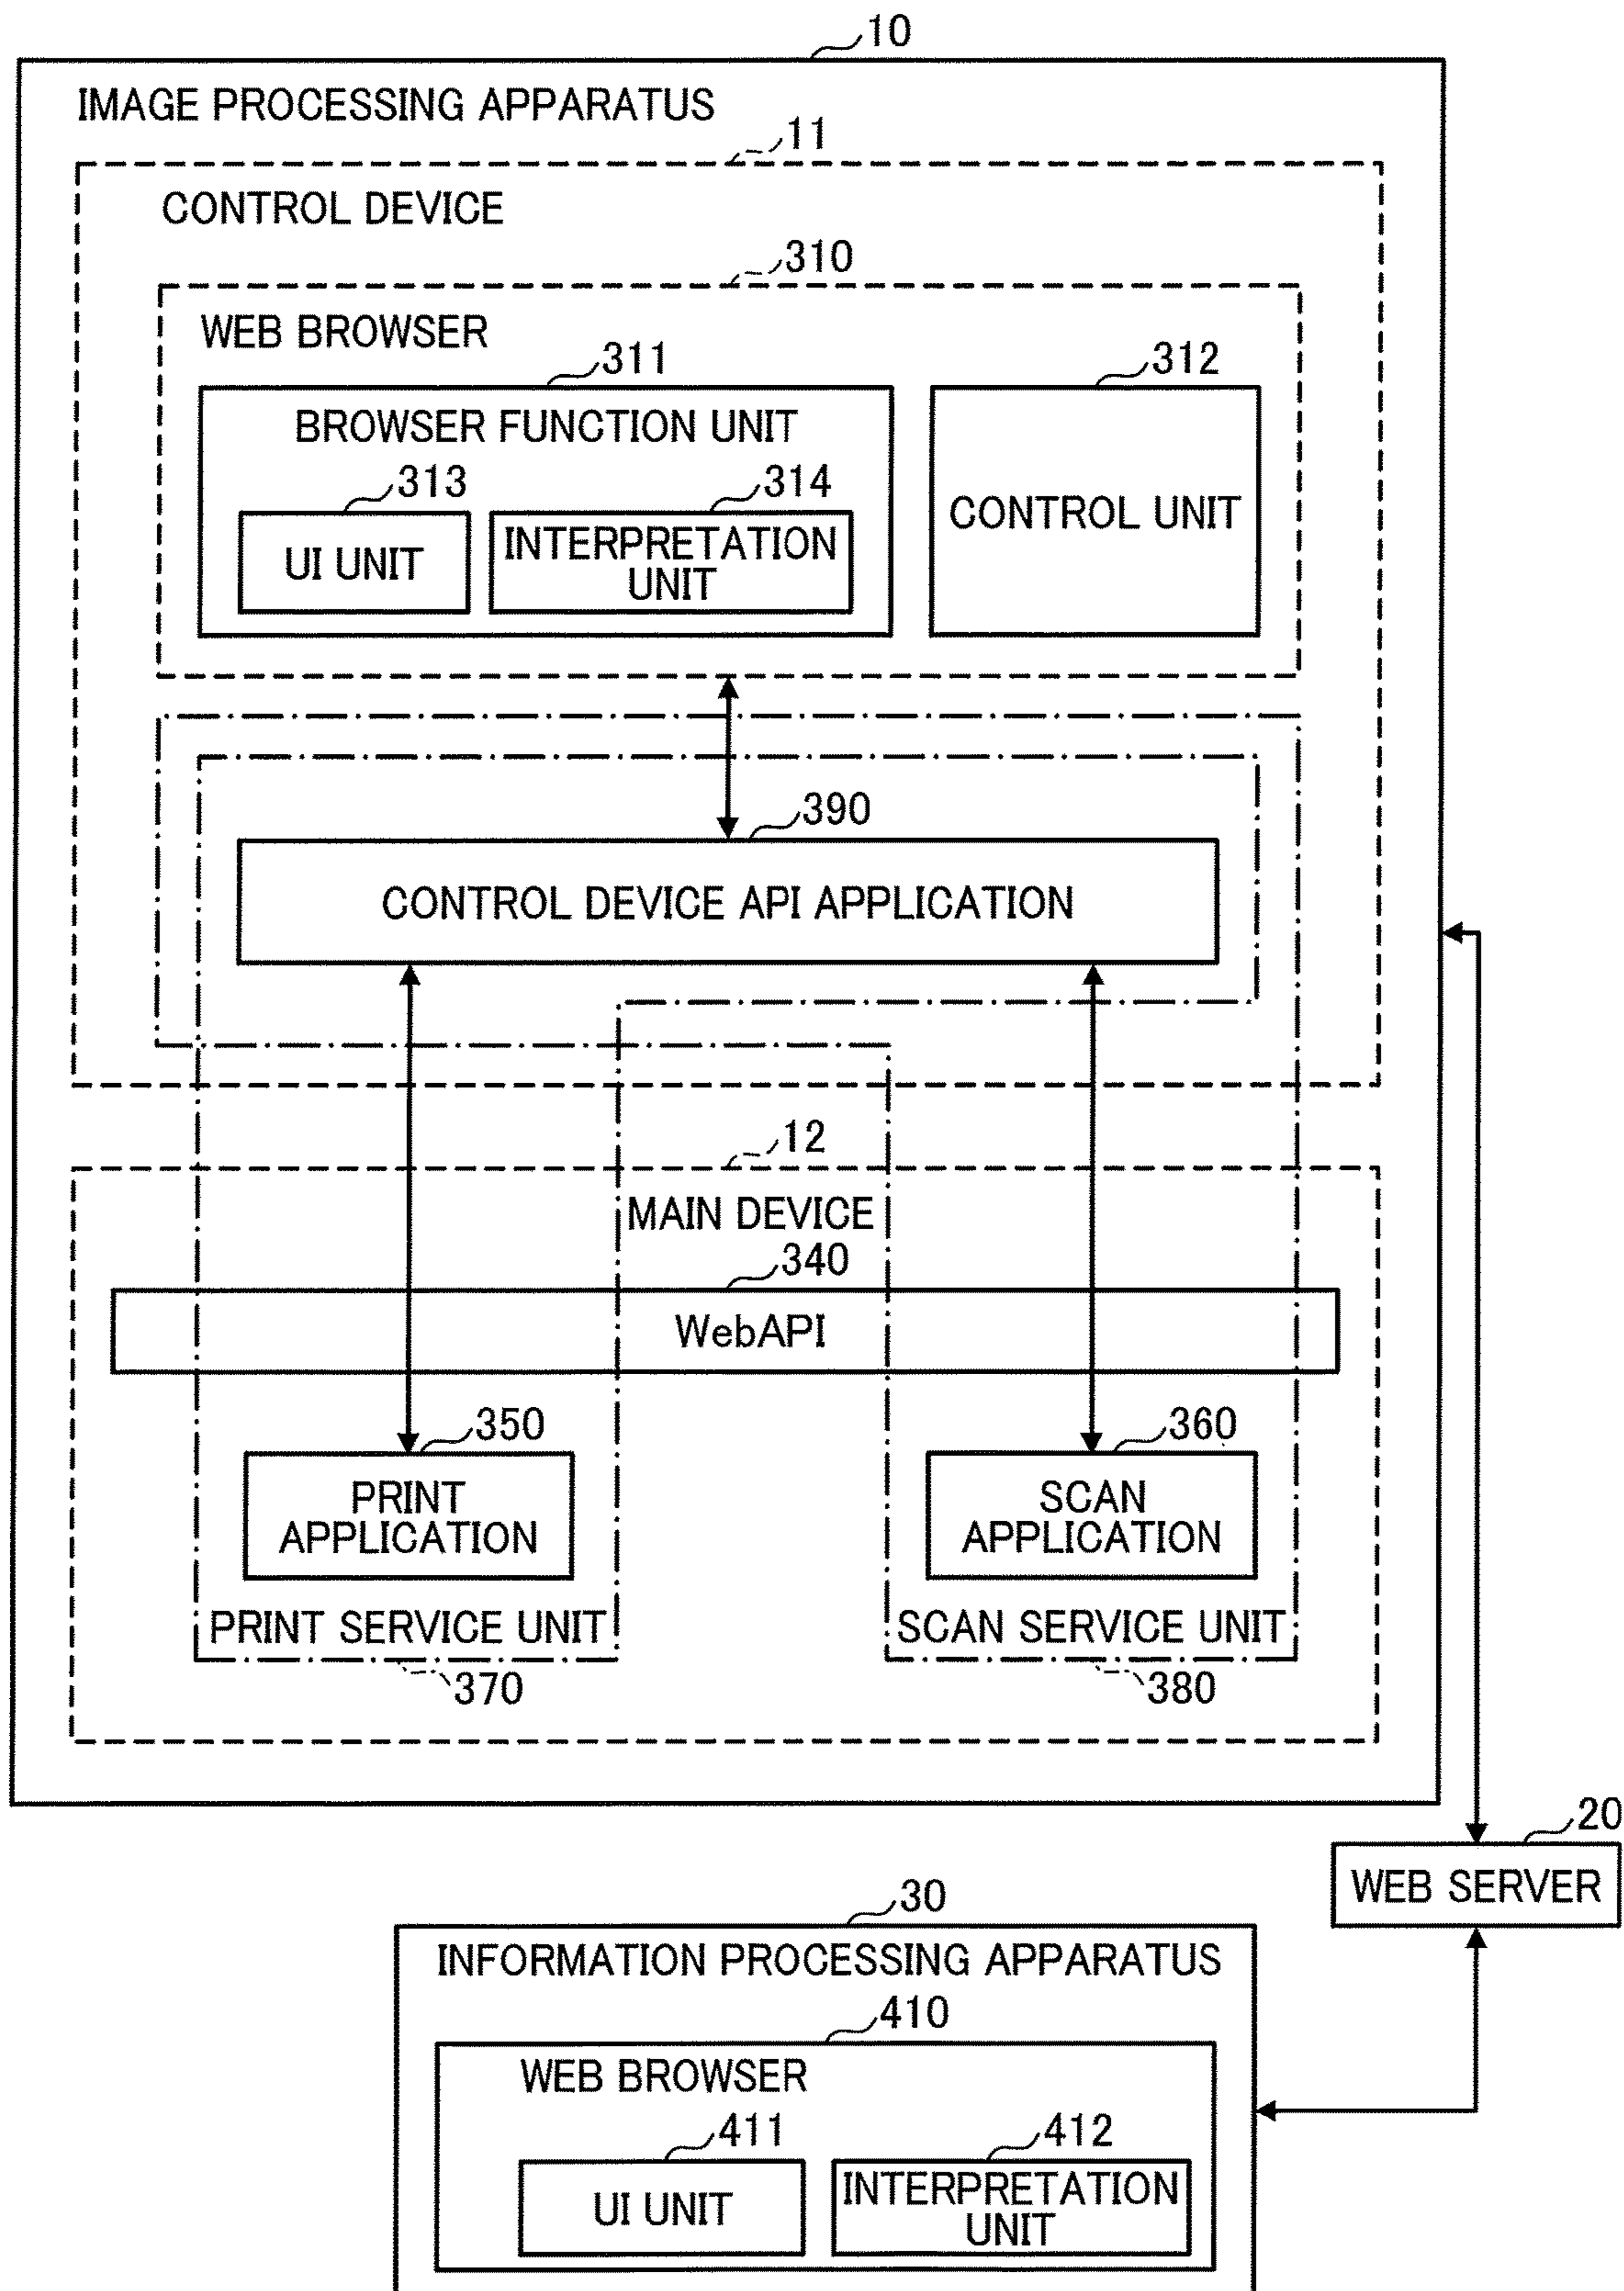 10
IMAGE PROCESSING APPARATUS
11
CONTROL DEVICE
310
WEB BROWSER
311
312
BROWSER FUNCTION UNIT
313
314
CONTROL UNIT
UI UNIT
INTERPRETATION
UNIT
390
CONTROL DEVICE API APPLICATION
12
MAIN DEVICE
340
WebAPI
350
360
PRINT
APPLICATION
SCAN
APPLICATION
PRINT SERVICE UNIT
SCAN SERVICE UNIT
370
380
20
WEB SERVER
30
INFORMATION PROCESSING APPARATUS
410
WEB BROWSER
411
412
UI UNIT
INTERPRETATION
UNIT